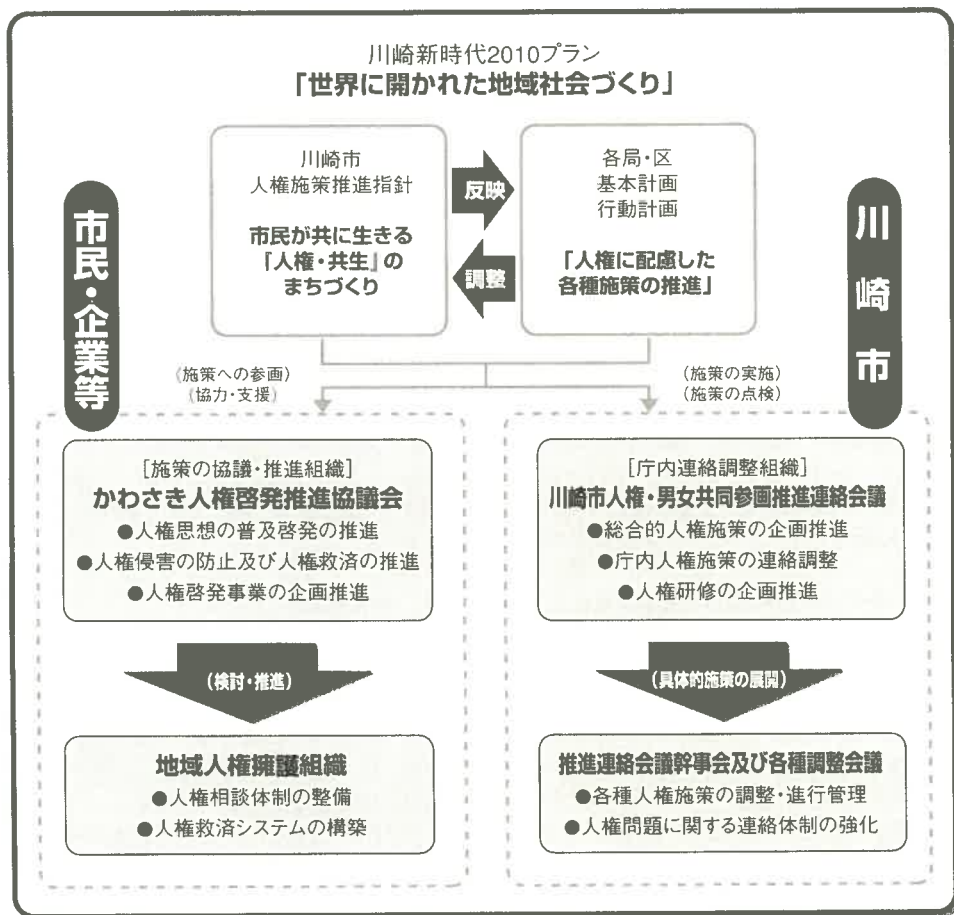 川崎新時代2010プラン
「世界に開かれた地域社会づくり」
川崎市
人権施策推進指針
市民が共に生きる
『人権・共生』の
まちづくり
反映
調整
各局・区
基本計画
行動計画
「人権に配慮した
各種施策の推進」
市民・企業等
川崎市
(施策への参画)
(協力・支援)
(施策の実施)
(施策の点検)
[施策の協議・推進組織]
かわさき人権啓発推進協議会
●人権思想の普及啓発の推進
●人権侵害の防止及び人権救済の推進
●人権啓発事業の企画推進
(検討・推進)
地域人権擁護組織
●人権相談体制の整備
●人権救済システムの構築
[庁内連絡調整組織]
川崎市人権・男女共同参画推進連絡会議
●総合的人権施策の企画推進
●庁内人権施策の連絡調整
●人権研修の企画推進
(具体的施策の展開)
推進連絡会議幹事会及び各種調整会議
●各種人権施策の調整・進行管理
●人権問題に関する連絡体制の強化